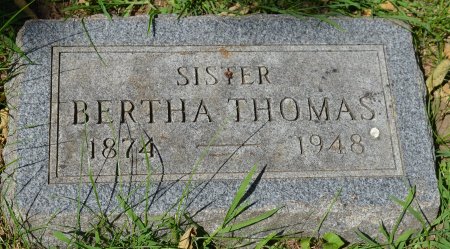 SISTER
BERTHA THOMAS
1874 — 1948